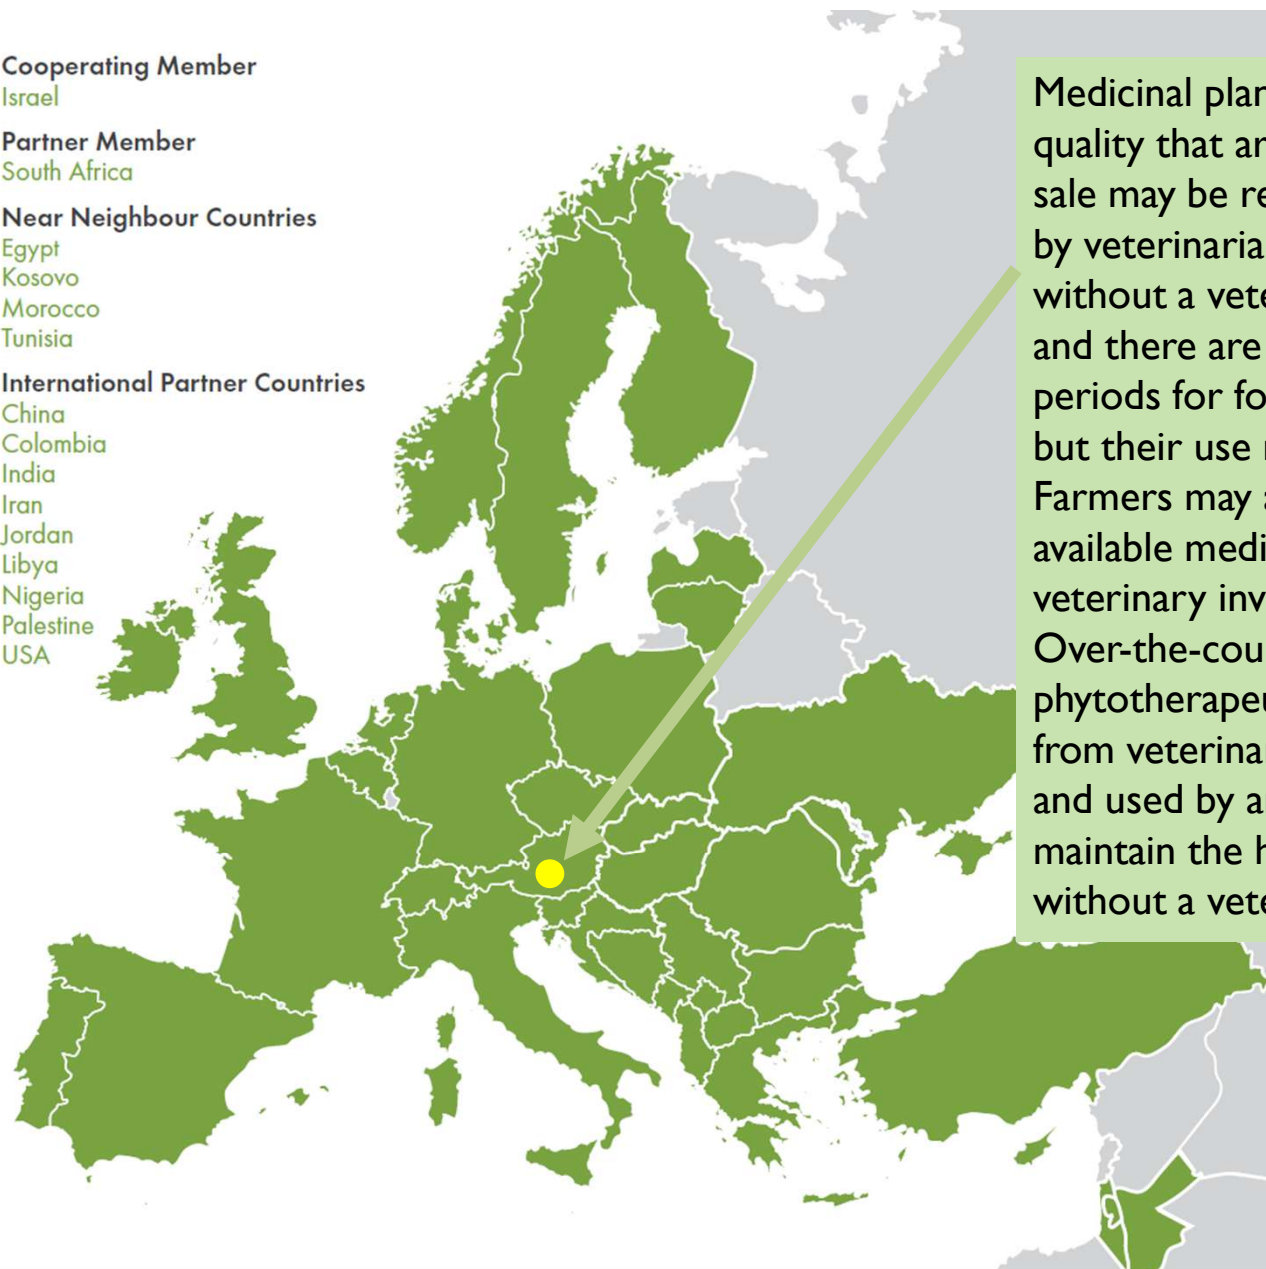 Cooperating Member
Israel
Partner Member
South Africa
Near Neighbour Countries
Egypt
Kosovo
Morocco
Tunisia
International Partner Countries
China
Colombia
India
Iran
Jordan
Libya
Nigeria
Palestine
USA
Medicinal plan
quality that ar
sale may be re
by veterinaria
without a vete
and there are
periods for fo
but their use
Farmers may a
available medi
veterinary inv
Over-the-cou
phytotherapeu
from veterina
and used by a
maintain the h
without a vete